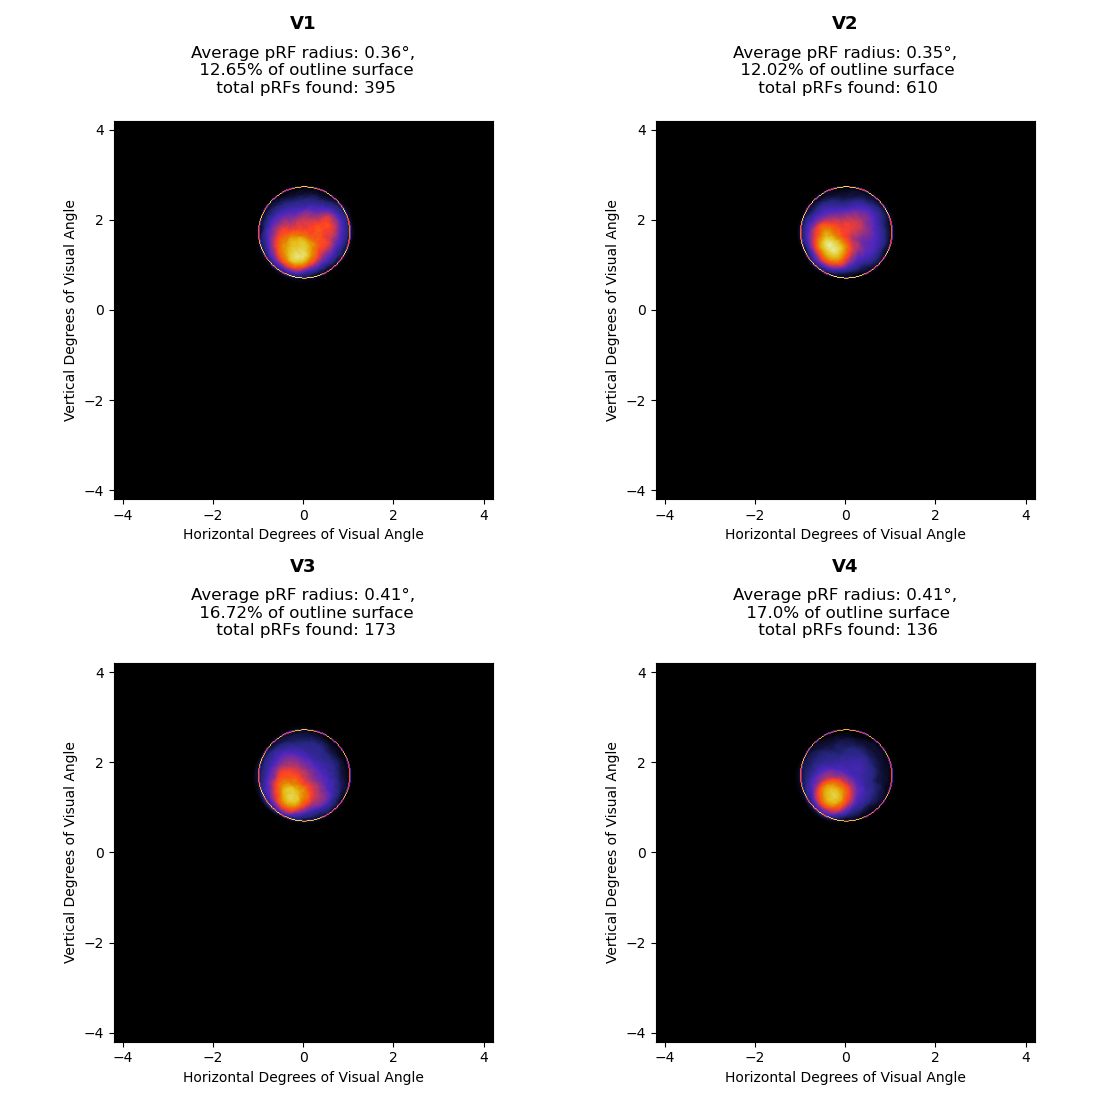 V1
Average pRF radius: 0.36°,
12.65% of outline surface
total pRFs found: 395
4
2
0
−2
−4
Vertical Degrees of Visual Angle
−4 −2 0 2 4
Horizontal Degrees of Visual Angle
V2
Average pRF radius: 0.35°,
12.02% of outline surface
total pRFs found: 610
4
2
0
−2
−4
Vertical Degrees of Visual Angle
−4 −2 0 2 4
Horizontal Degrees of Visual Angle
V3
Average pRF radius: 0.41°,
16.72% of outline surface
total pRFs found: 173
4
2
0
−2
−4
Vertical Degrees of Visual Angle
−4 −2 0 2 4
Horizontal Degrees of Visual Angle
V4
Average pRF radius: 0.41°,
17.0% of outline surface
total pRFs found: 136
4
2
0
−2
−4
Vertical Degrees of Visual Angle
−4 −2 0 2 4
Horizontal Degrees of Visual Angle